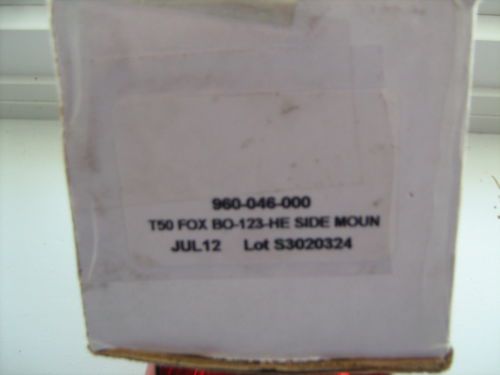 960-046-000
T50 FOX BO-123-HE SIDE MOUN
JUL12 Lot S3020324